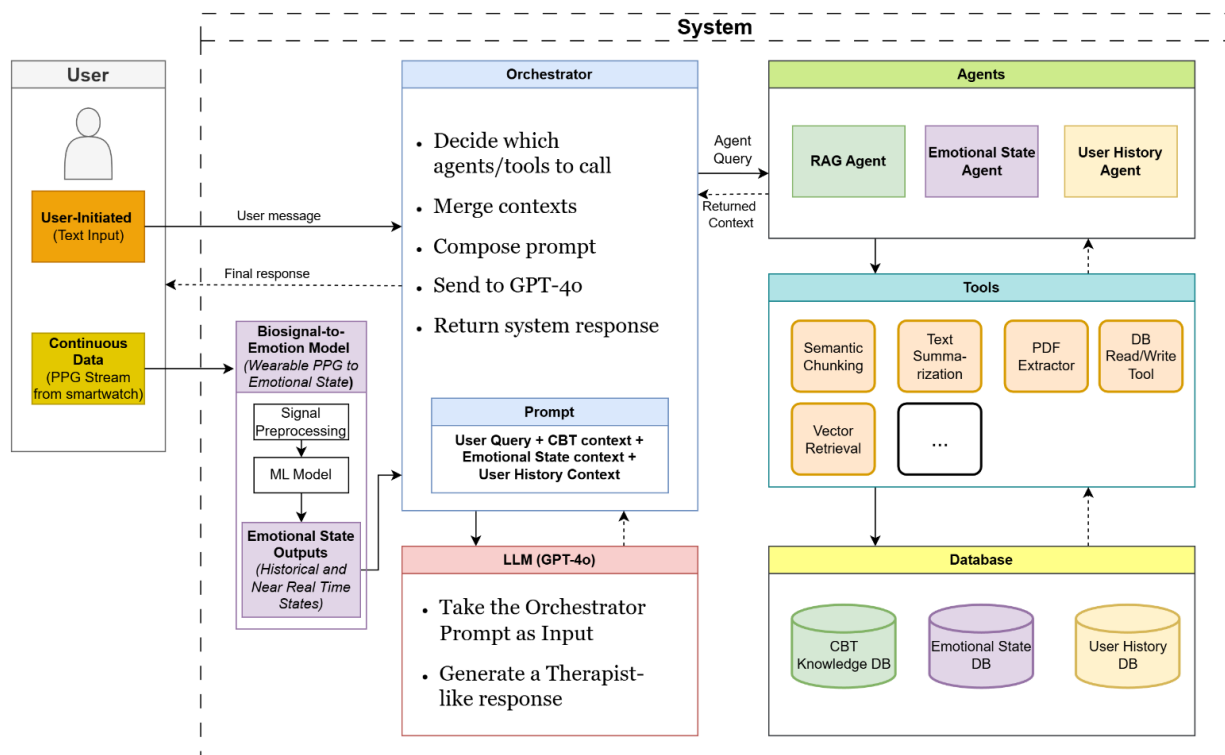 System
User
User-Initiated
(Text Input)
Continuous
Data
(PPG Stream
from smartwatch)
User message
Final response
Biosignal-to-
Emotion Model
(Wearable PPG to
Emotional State)
Signal
Preprocessing
ML Model
Emotional State
Outputs
(Historical and
Near Real Time
States)
Orchestrator
• Decide which
agents/tools to call
• Merge contexts
• Compose prompt
• Send to GPT-4o
• Return system response
Prompt
User Query + CBT context +
Emotional State context +
User History Context
LLM (GPT-4o)
• Take the Orchestrator
Prompt as Input
• Generate a Therapist-
like response
Agent
Query
Returned
Context
Agents
RAG Agent
Emotional State
Agent
User History
Agent
Tools
Semantic
Chunking
Text
Summa-
rization
PDF
Extractor
DB
Read/Write
Tool
Vector
Retrieval
...
Database
CBT
Knowledge DB
Emotional State
DB
User History
DB